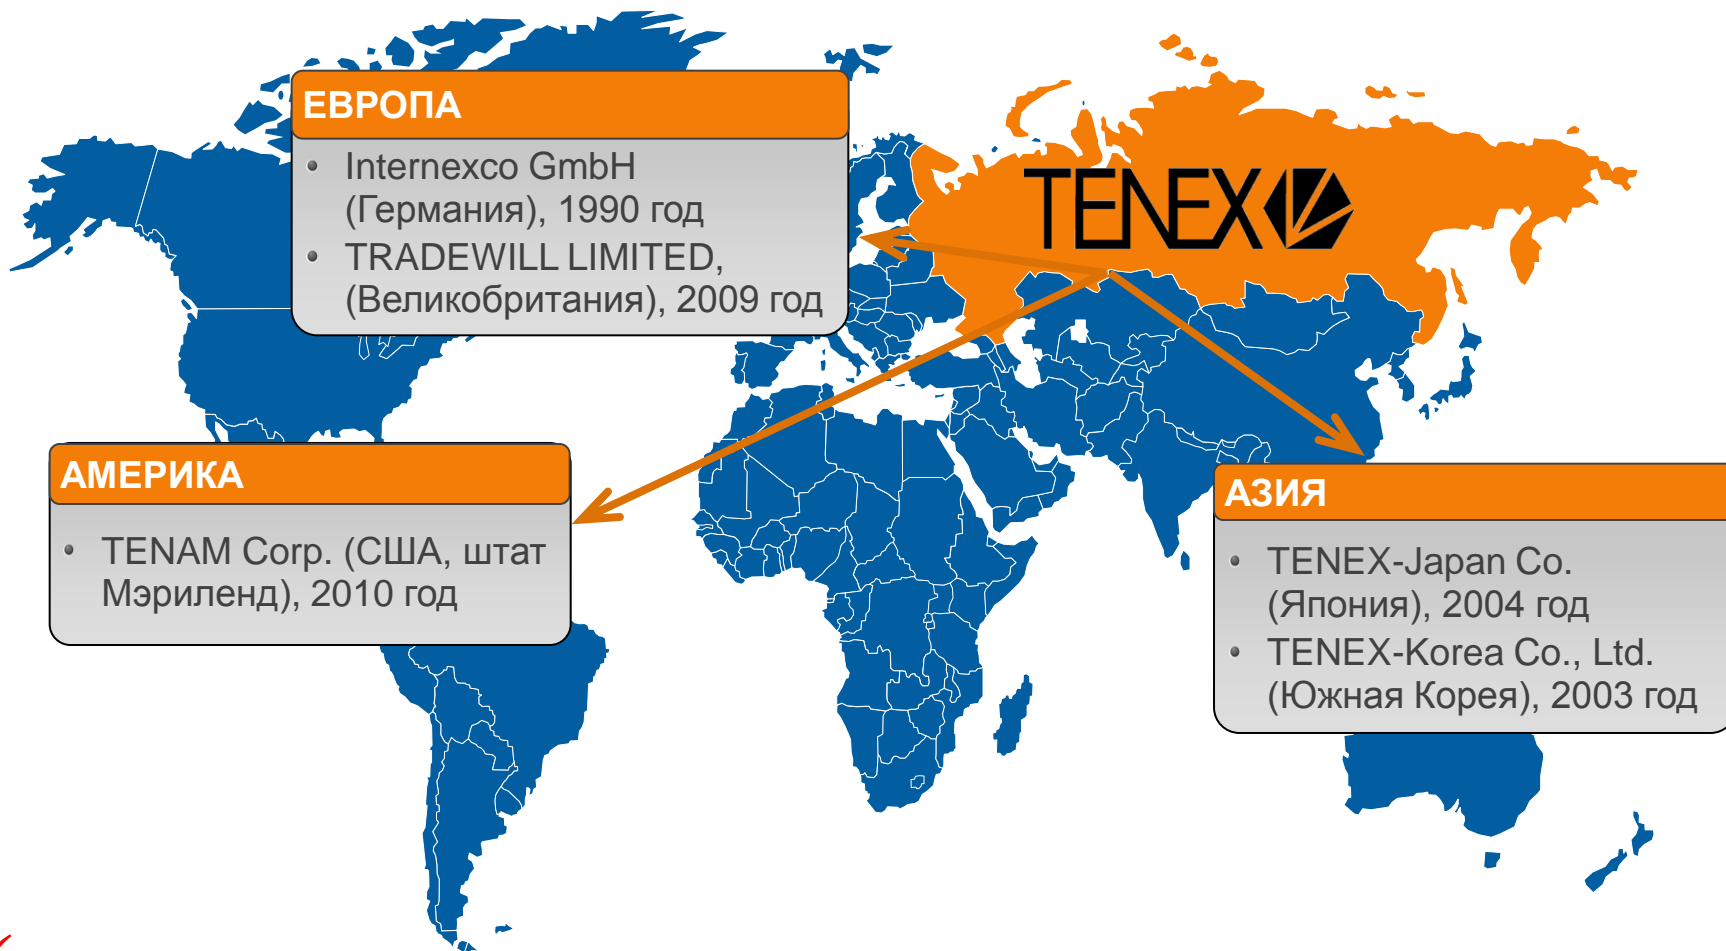 ЕВРОПА
• Internexco GmbH
(Германия), 1990 год
• TRADEWILL LIMITED,
(Великобритания), 2009 год
TENEX
АМЕРИКА
• TENAM Corp. (США, штат
Мэриленд), 2010 год
АЗИЯ
• TENEX-Japan Co.
(Япония), 2004 год
• TENEX-Korea Co., Ltd.
(Южная Корея), 2003 год